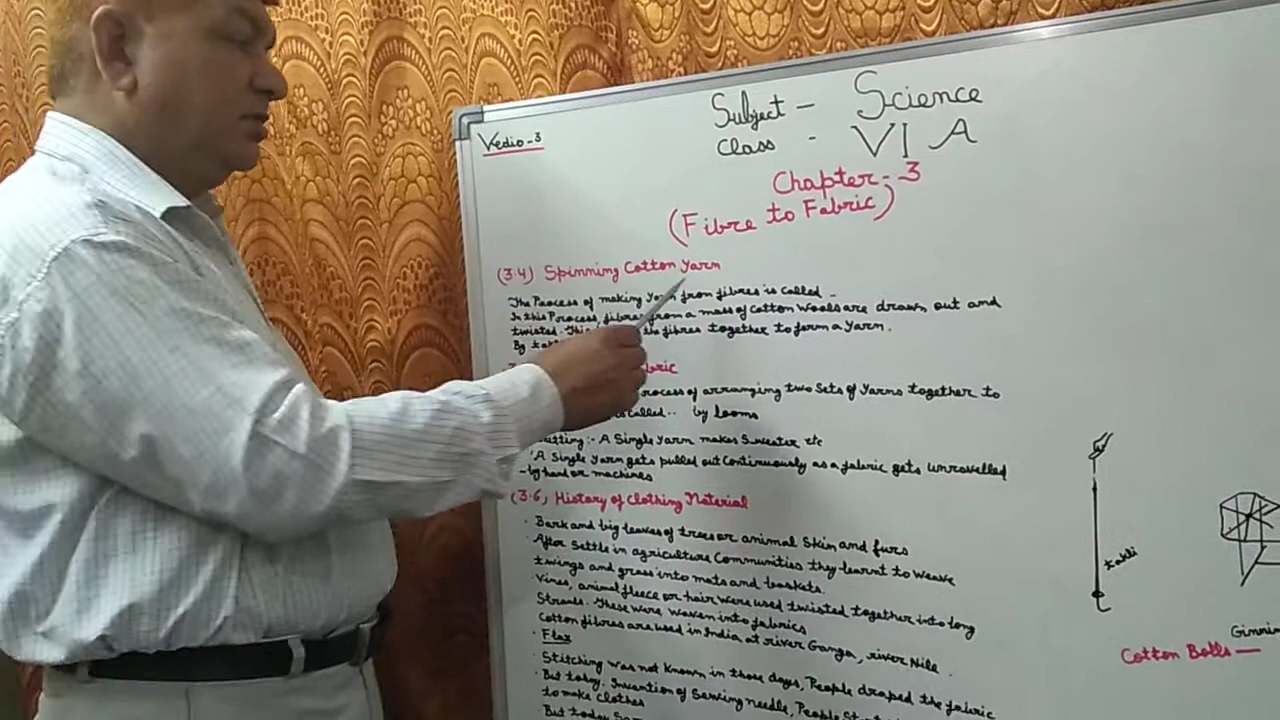 Vedio-3
Subject - Science
Class - VI A
Chapter-3
(Fibre to Fabric)
(3.4) Spinning Cotton Yarn
The Process of making Yarn from fibres is called -
In this Process, fibres from a mass of Cotton Wools are drawn out and
twisted. This the fibres together to form a Yarn.
By
process of arranging two Sets of Yarns together to
called.. by looms
:- A Single Yarn makes Sweater etc
A Single Yarn gets pulled out Continuously as a fabric gets unravelled
- by hand or machines
(3.6) History of Clothing Material
Bark and big leaves of trees or animal Skin and furs
After Settle in agriculture Communities they learnt to weave
twings and grass into mats and baskets.
Vines, animal fleece or hair were used twisted together into long
Strands. These were woven into fabrics
Cotton fibres are used in India at river Ganga, river Nile.
Flax
Stitching was not Known in those days, People draped the fabric
But today. Invention of Sewing needle, People
to make Clothes
But today
takli
Ginnin
Cotton Bolls —